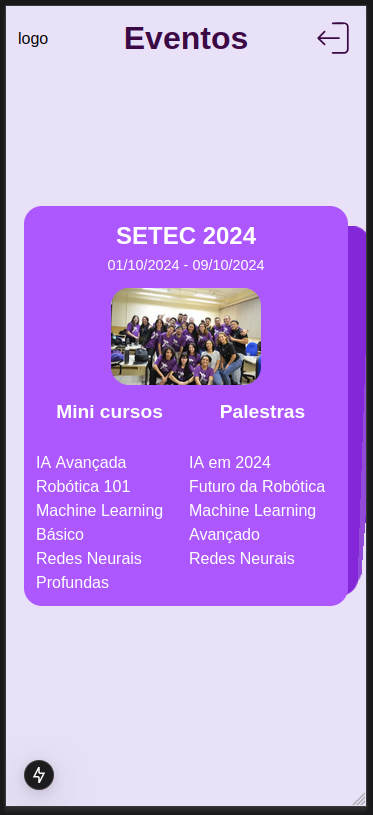 logo
Eventos
SETEC 2024
01/10/2024 - 09/10/2024
Mini cursos
Palestras
IA Avançada
Robótica 101
Machine Learning
Básico
Redes Neurais
Profundas
IA em 2024
Futuro da Robótica
Machine Learning
Avançado
Redes Neurais